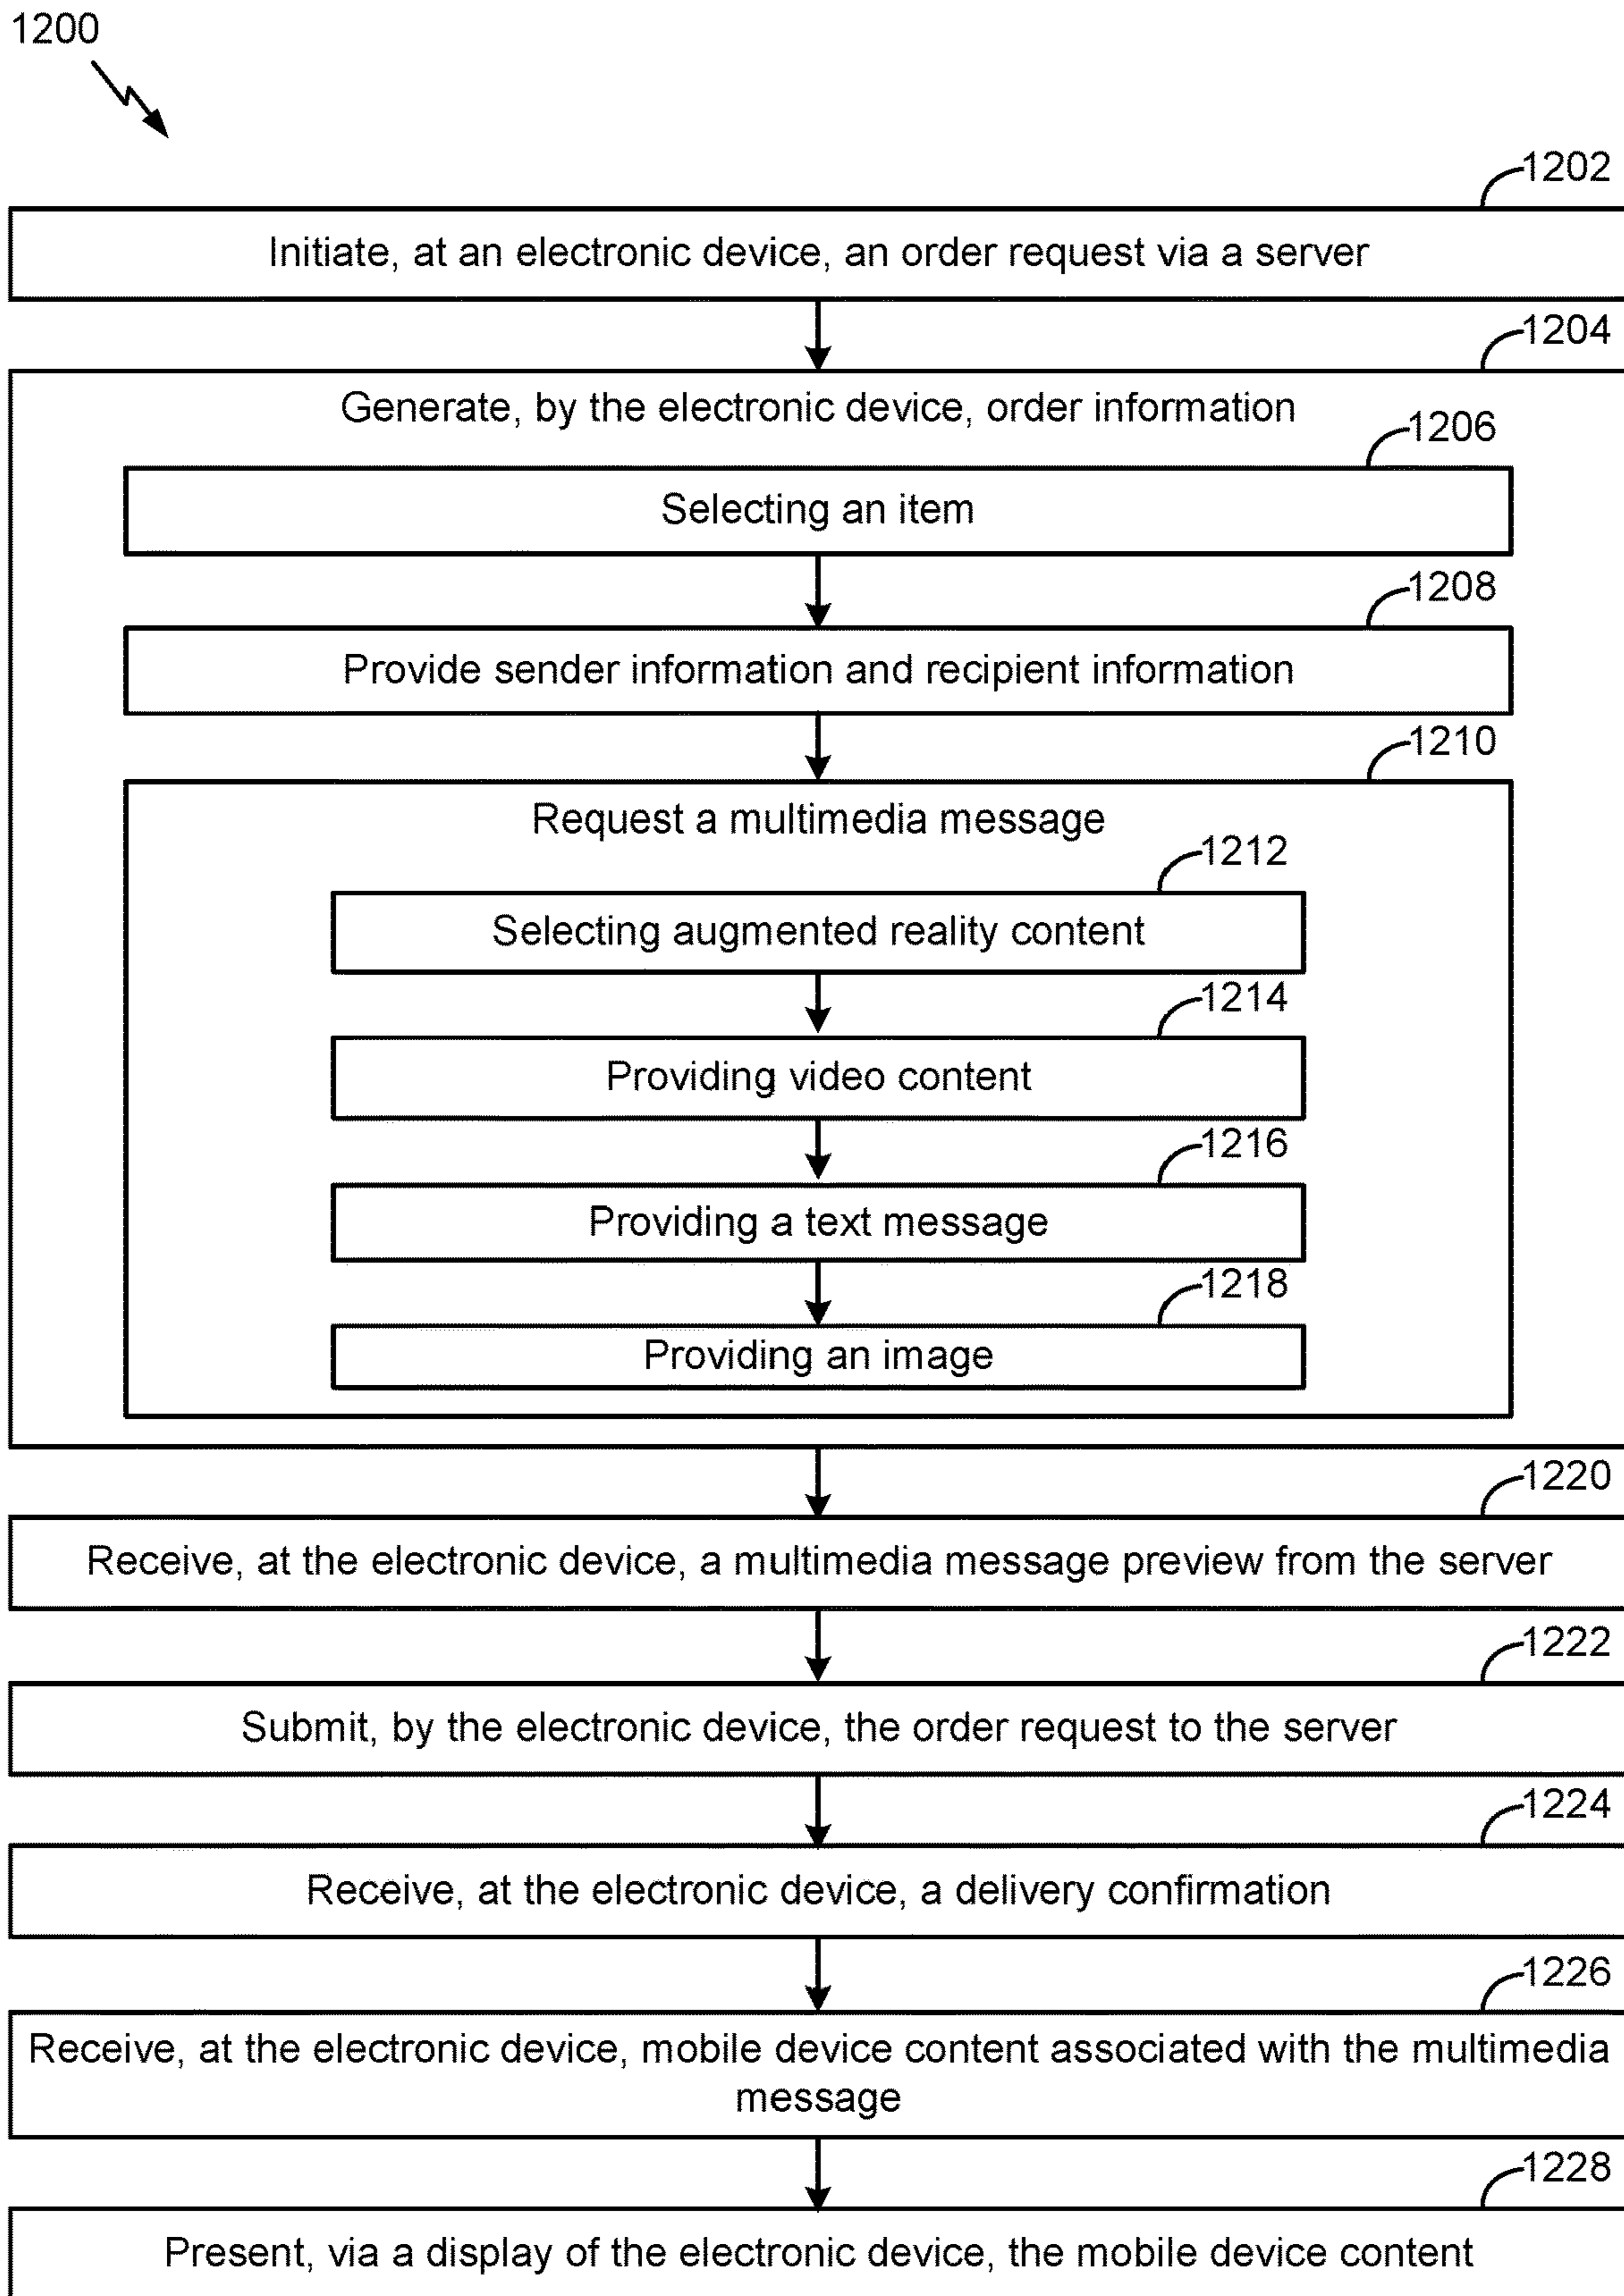 1200
1202
Initiate, at an electronic device, an order request via a server
1204
Generate, by the electronic device, order information
1206
Selecting an item
1208
Provide sender information and recipient information
1210
Request a multimedia message
1212
Selecting augmented reality content
1214
Providing video content
1216
Providing a text message
1218
Providing an image
1220
Receive, at the electronic device, a multimedia message preview from the server
1222
Submit, by the electronic device, the order request to the server
1224
Receive, at the electronic device, a delivery confirmation
1226
Receive, at the electronic device, mobile device content associated with the multimedia
message
1228
Present, via a display of the electronic device, the mobile device content